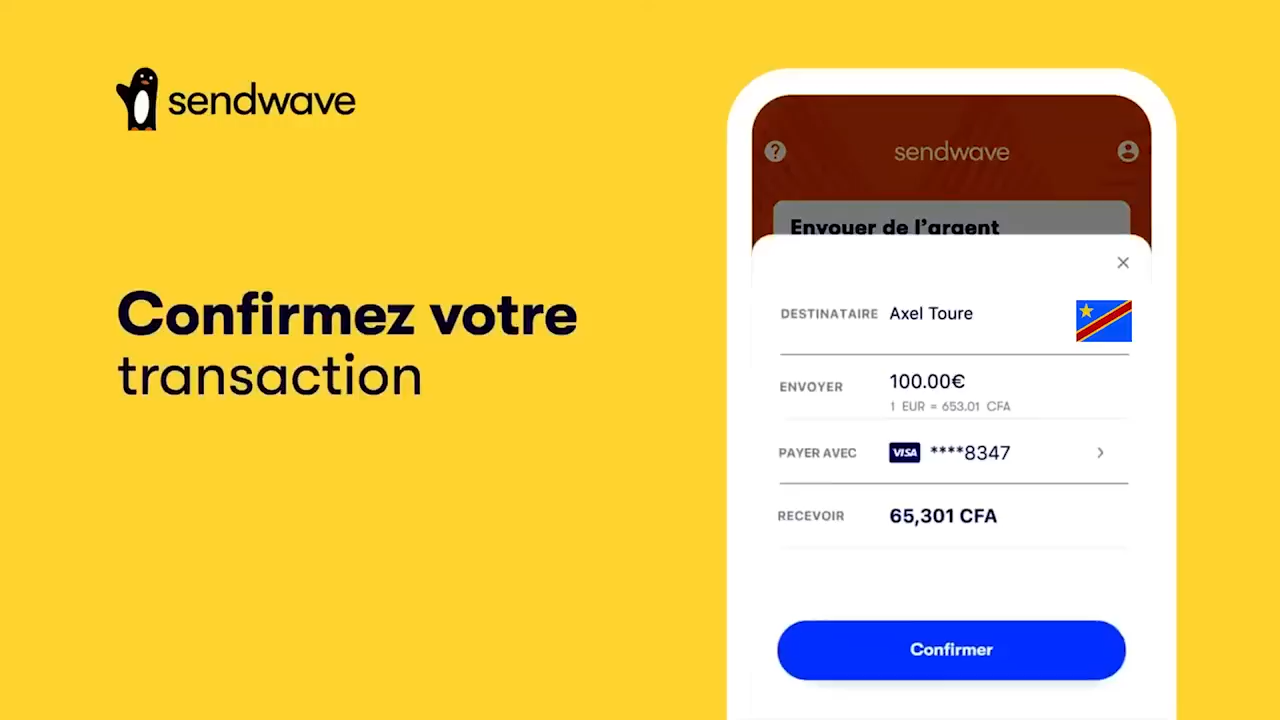 sendwave
Confirmez votre
transaction
sendwave
Envoyer de l'argent
DESTINATAIRE Axel Toure
ENVOYER 100.00€
1 EUR = 653.01 CFA
PAYER AVEC VISA ****8347
RECEVOIR 65,301 CFA
Confirmer